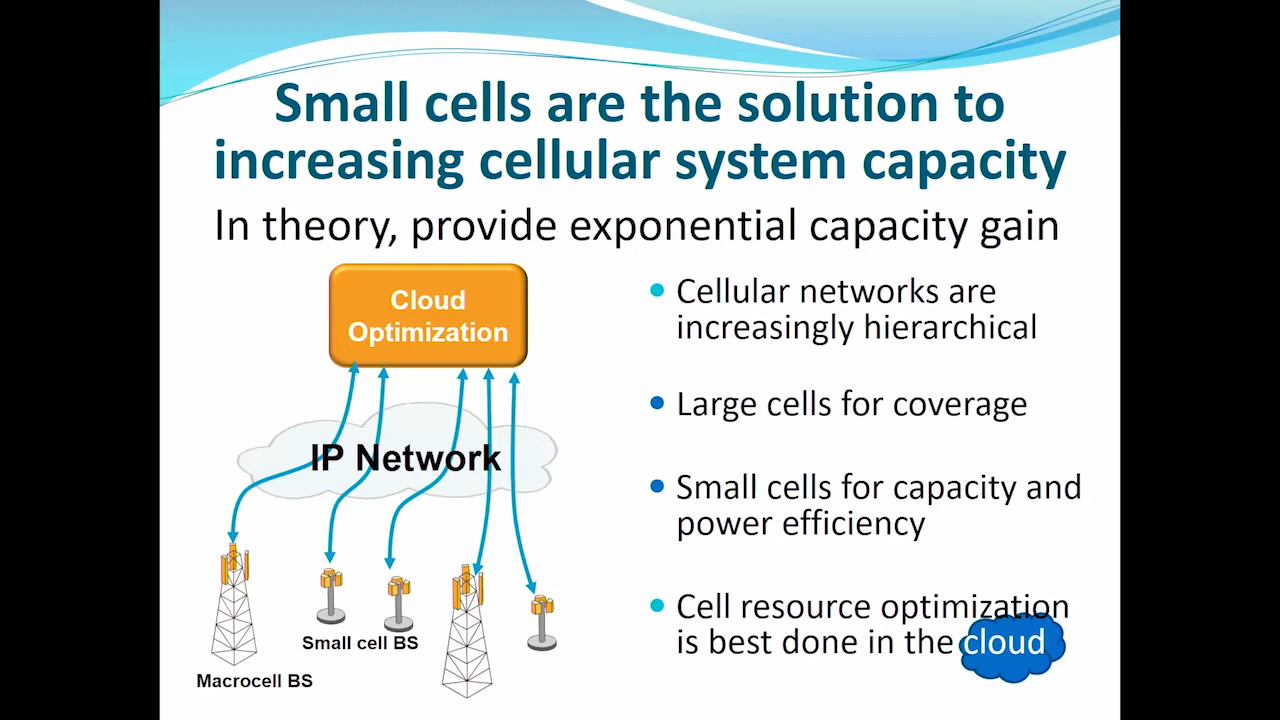 Small cells are the solution to
increasing cellular system capacity
In theory, provide exponential capacity gain
Cloud
Optimization
IP Network
Small cell BS
Macrocell BS
Cellular networks are
increasingly hierarchical
Large cells for coverage
Small cells for capacity and
power efficiency
Cell resource optimization
is best done in the cloud